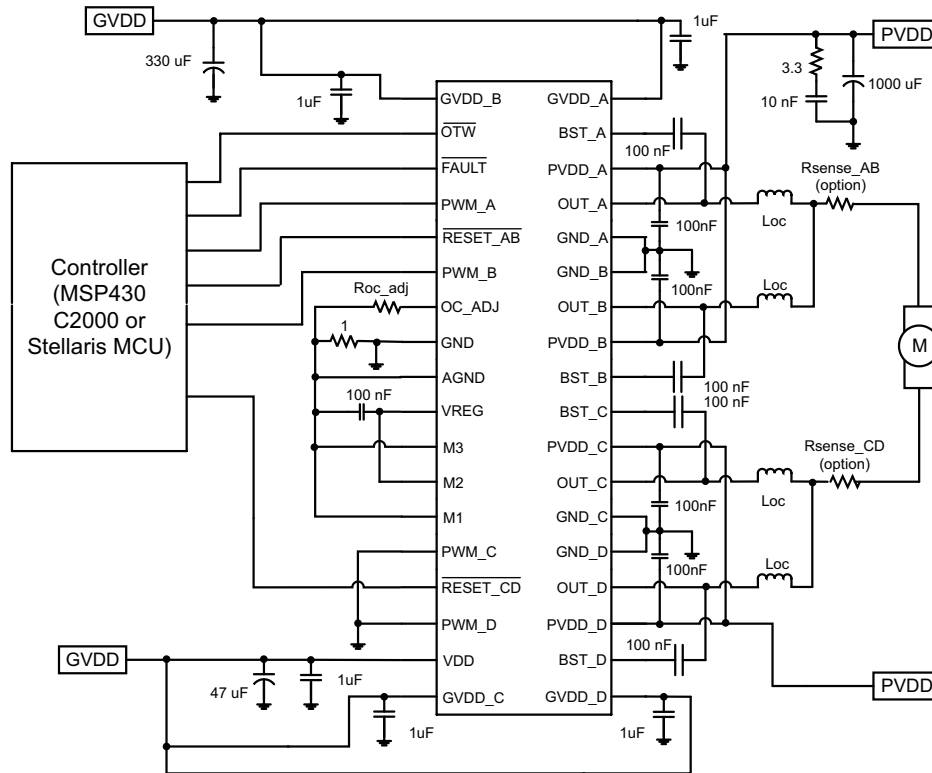 GVDD
1uF
PVDD
330 uF
3.3
1000 uF
1uF
10 nF
GVDD_B
GVDD_A
OTW
BST_A
100 nF
FAULT
PVDD_A
Rsense_AB
(option)
PWM_A
OUT_A
100nF
Loc
RESET_AB
GND_A
Controller
(MSP430
C2000 or
Stellaris MCU)
PWM_B
GND_B
Roc_adj
100nF
Loc
OC_ADJ
OUT_B
1
GND
PVDD_B
M
AGND
BST_B
100 nF
100 nF
100 nF
VREG
BST_C
M3
PVDD_C
Rsense_CD
(option)
M2
OUT_C
100nF
Loc
M1
GND_C
PWM_C
GND_D
100nF
Loc
RESET_CD
OUT_D
PWM_D
PVDD_D
100 nF
GVDD
VDD
BST_D
47 uF
1uF
PVDD
GVDD_C
GVDD_D
1uF
1uF